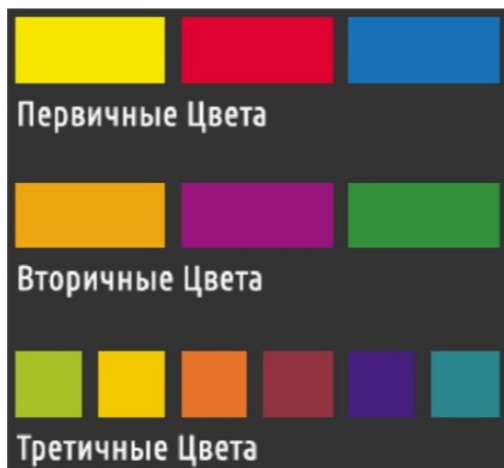 Первичные Цвета
Вторичные Цвета
Третичные Цвета